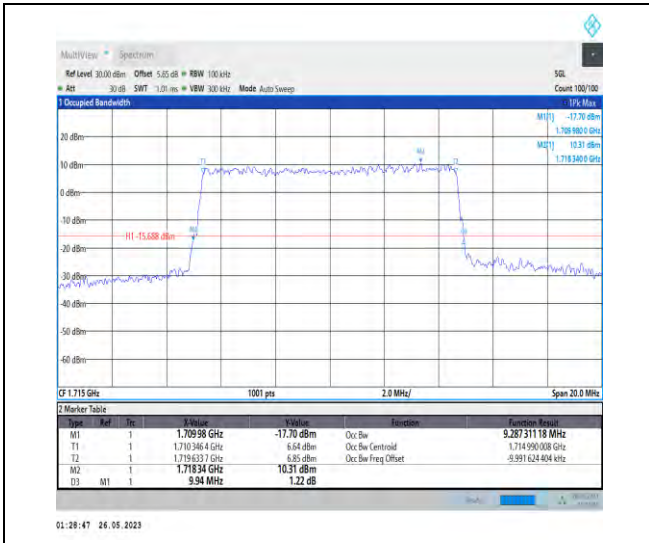 MultiView Spectrum
Ref Level 30.00 dBm Offset 5.85 dB RBW 100 kHz SGL
Att 30 dB SWT 1.01 ms VBW 300 kHz Mode Auto Sweep Count 100/100
1 Occupied Bandwidth 1Pk Max
M1[1] -17.70 dBm
1.709 980 0 GHz
M2[1] 10.31 dBm
1.718 340 0 GHz
20 dBm
M2
T1
T2
10 dBm
0 dBm
-10 dBm
H1 -15.688 dBm
-20 dBm
-30 dBm
-40 dBm
-50 dBm
-60 dBm
CF 1.715 GHz 1001 pts 2.0 MHz/ Span 20.0 MHz
2 Marker Table
Type Ref Trc X-Value Y-Value Function Function Result
M1 1 1.709 98 GHz -17.70 dBm Occ Bw 9.287 311 18 MHz
T1 1 1.710 346 4 GHz 6.64 dBm Occ Bw Centroid 1.714 990 008 GHz
T2 1 1.719 633 7 GHz 6.85 dBm Occ Bw Freq Offset -9.991 624 404 kHz
M2 1 1.718 34 GHz 10.31 dBm
D3 M1 1 9.94 MHz 1.22 dB
01:28:47 26.05.2023